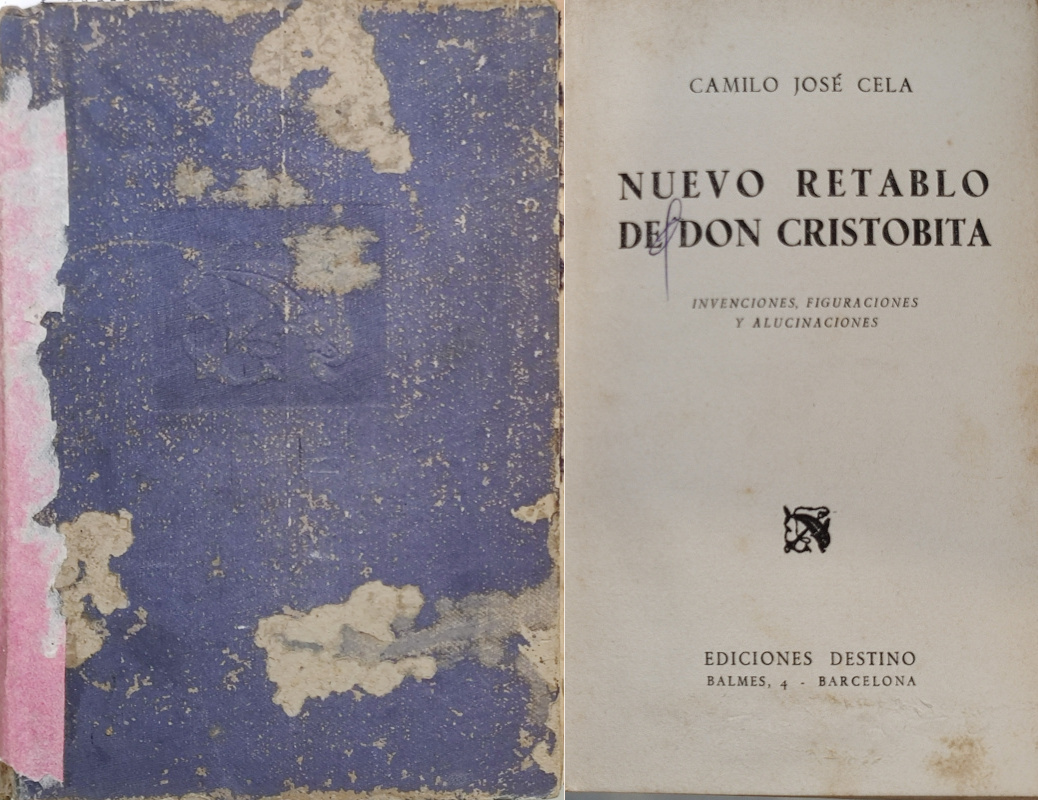 CAMILO JOSÉ CELA
NUEVO RETABLO
DE DON CRISTOBITA
INVENCIONES, FIGURACIONES
Y ALUCINACIONES
EDICIONES DESTINO
BALMES, 4 - BARCELONA